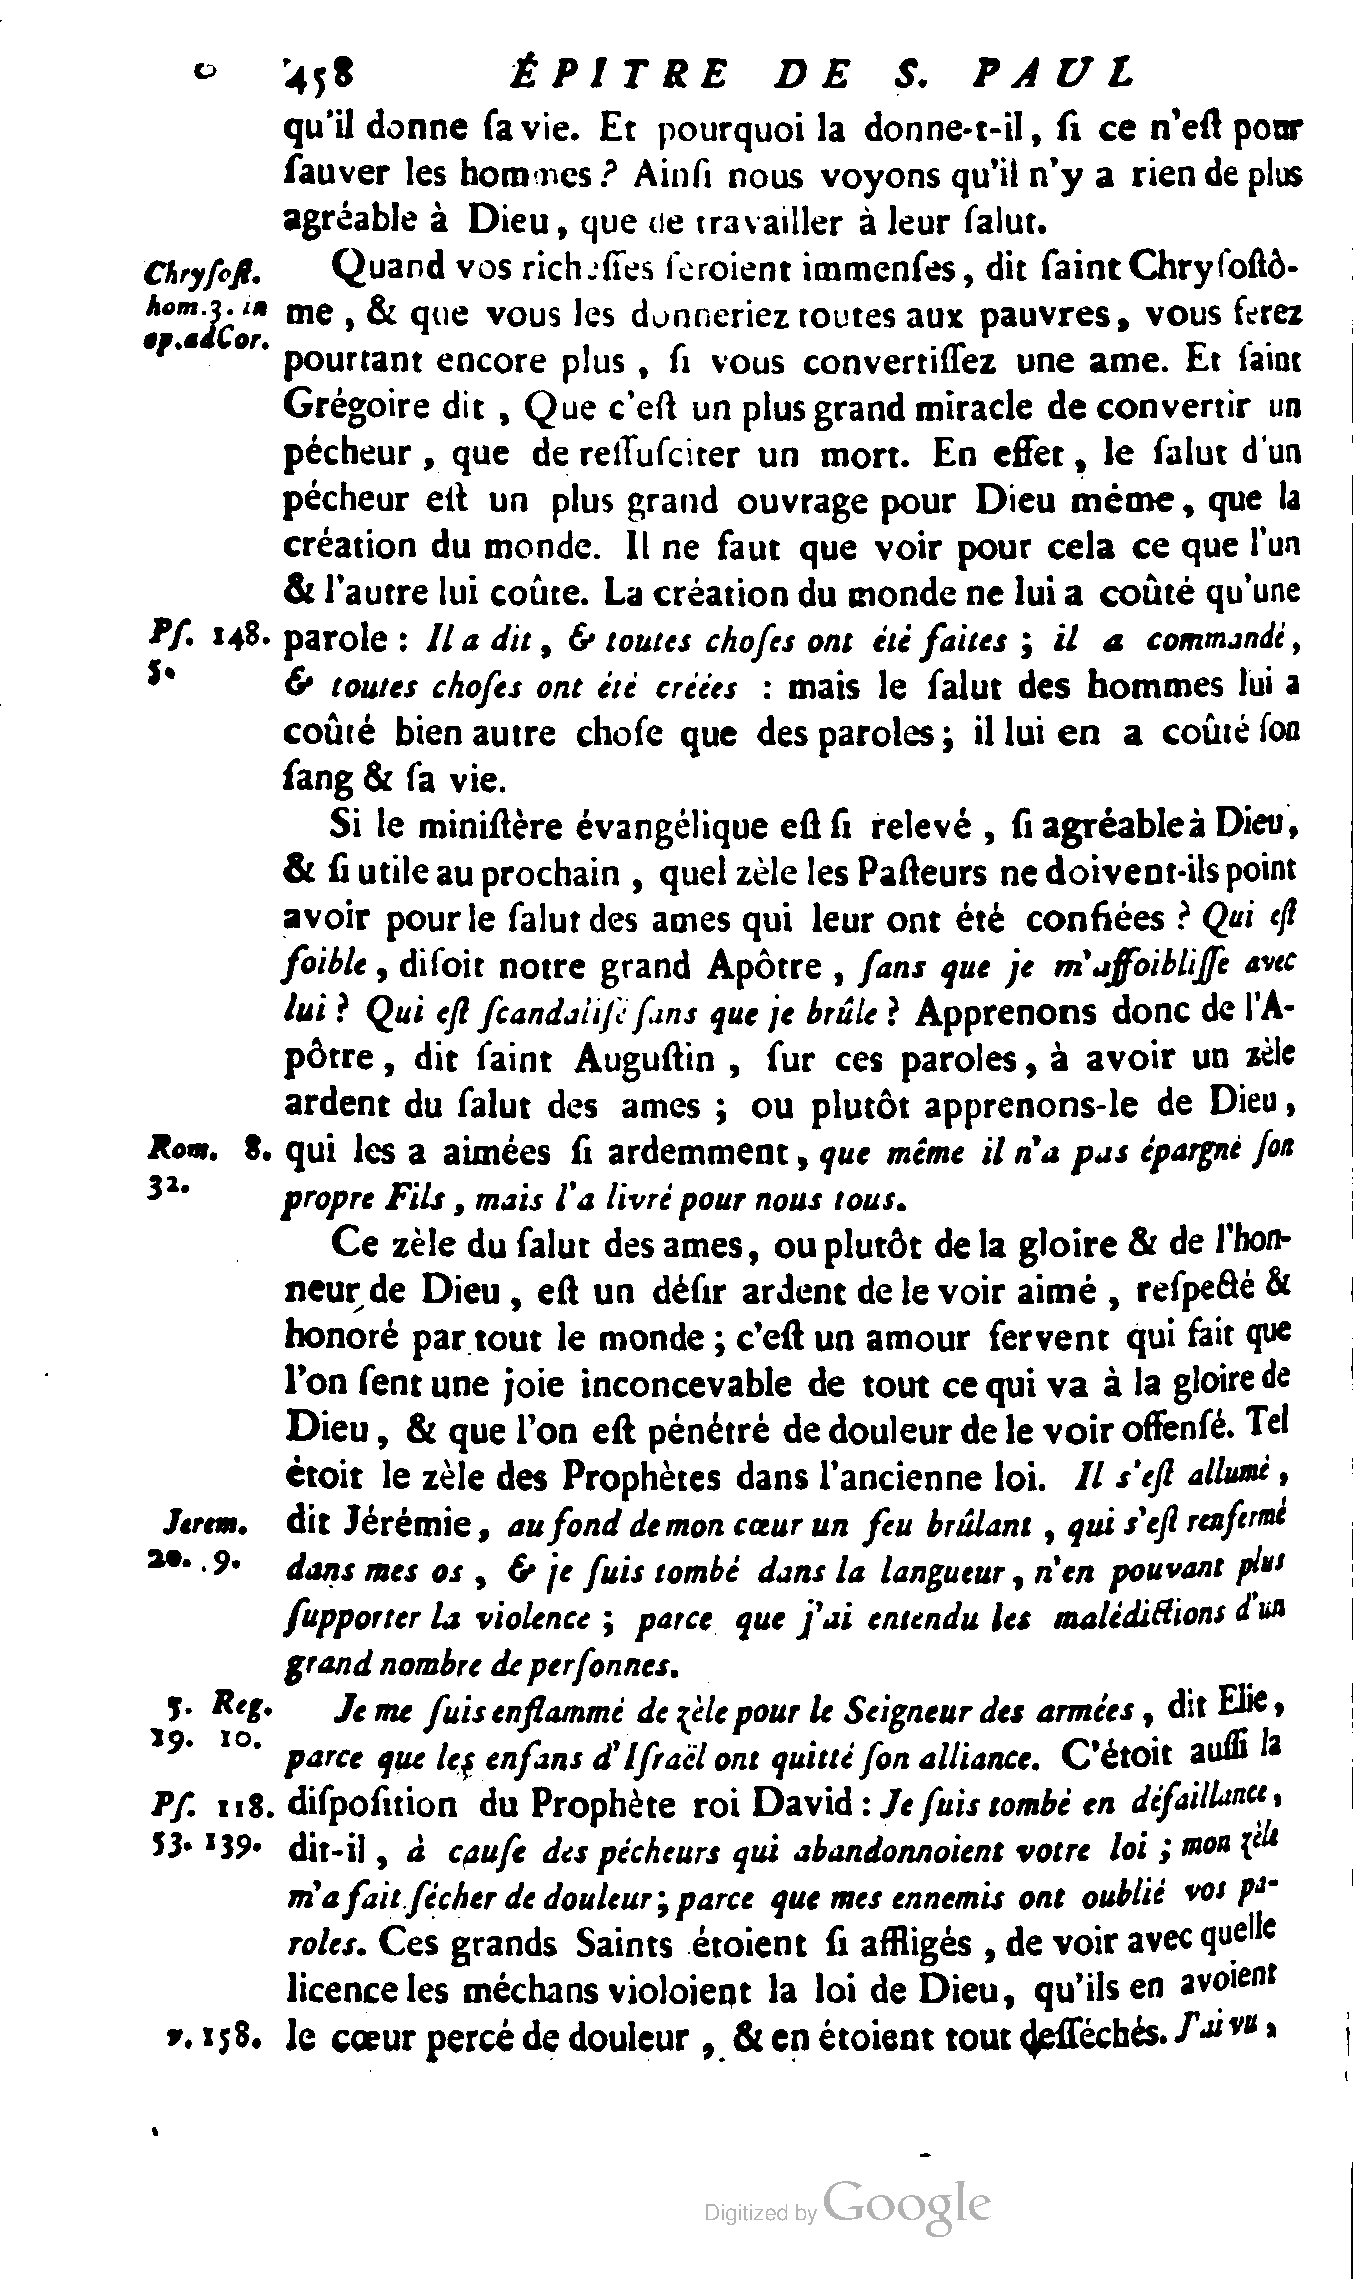 458 ÉPITRE DE S. PAUL
qu'il donne ſa vie. Et pourquoi la donne-t-il, ſi ce n'eſt pour
ſauver les hommes? Ainſi nous voyons qu'il n'y a rien de plus
agréable à Dieu, que de travailler à leur ſalut.
Chryſoſt. Quand vos richeſſes ſeroient immenſes, dit ſaint Chryſoſtô-
hom. 3. in me, & que vous les donneriez toutes aux pauvres, vous ferez
ep. ad Cor.
pourtant encore plus, ſi vous convertiſſez une ame. Et ſaint
Grégoire dit, Que c'eſt un plus grand miracle de convertir un
pécheur, que de reſſuſciter un mort. En effet, le ſalut d'un
pécheur eſt un plus grand ouvrage pour Dieu même, que la
création du monde. Il ne faut que voir pour cela ce que l'un
& l'autre lui coûte. La création du monde ne lui a coûté qu'une
Pſ. 148. parole : Il a dit, & toutes choſes ont été faites ; il a commandé,
5. & toutes choſes ont été créées : mais le ſalut des hommes lui a
coûté bien autre choſe que des paroles; il lui en a coûté ſon
ſang & ſa vie.
Si le miniſtère évangélique eſt ſi relevé, ſi agréable à Dieu,
& ſi utile au prochain, quel zèle les Paſteurs ne doivent-ils point
avoir pour le ſalut des ames qui leur ont été confiées ? Qui eſt
foible, diſoit notre grand Apôtre, ſans que je m'affoibliſſe avec
lui ? Qui eſt ſcandaliſé ſans que je brûle ? Apprenons donc de l'A-
pôtre, dit ſaint Auguſtin, ſur ces paroles, à avoir un zèle
ardent du ſalut des ames ; ou plutôt apprenons-le de Dieu,
Rom. 8. qui les a aimées ſi ardemment, que même il n'a pas épargné ſon
32. propre Fils, mais l'a livré pour nous tous.
Ce zèle du ſalut des ames, ou plutôt de la gloire & de l'hon-
neur de Dieu, eſt un déſir ardent de le voir aimé, reſpecté &
honoré par tout le monde ; c'eſt un amour fervent qui fait que
l'on ſent une joie inconcevable de tout ce qui va à la gloire de
Dieu, & que l'on eſt pénétré de douleur de le voir offenſé. Tel
étoit le zèle des Prophètes dans l'ancienne loi. Il s'eſt allumé,
Jerem. dit Jérémie, au fond de mon cœur un feu brûlant, qui s'eſt renfermé
20. 9. dans mes os, & je ſuis tombé dans la langueur, n'en pouvant plus
ſupporter la violence ; parce que j'ai entendu les malédictions d'un
grand nombre de perſonnes.
3. Reg. Je me ſuis enflammé de zèle pour le Seigneur des armées, dit Elie,
19. 10. parce que les enfans d'Iſraël ont quitté ſon alliance. C'étoit auſſi la
Pſ. 118. diſpoſition du Prophète roi David : Je ſuis tombé en défaillance,
53. 139. dit-il, à cauſe des pécheurs qui abandonnoient votre loi ; mon zèle
m'a fait ſécher de douleur; parce que mes ennemis ont oublié vos pa-
roles. Ces grands Saints étoient ſi affligés, de voir avec quelle
licence les méchans violoient la loi de Dieu, qu'ils en avoient
v. 158. le cœur percé de douleur, & en étoient tout deſſéchés. J'ai vu,
Digitized by Google